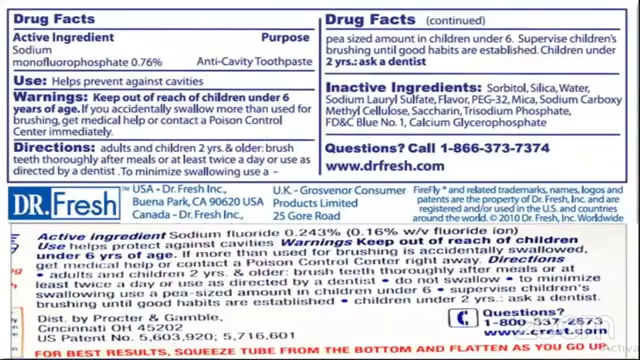 Drug Facts
Active Ingredient Purpose
Sodium
monofluorophosphate 0.76% Anti-Cavity Toothpaste
Use: Helps prevent against cavities
Warnings: Keep out of reach of children under 6
years of age. If you accidentally swallow more than used for
brushing, get medical help or contact a Poison Control
Center immediately.
Directions: adults and children 2 yrs. & older: brush
teeth thoroughly after meals or at least twice a day or use as
directed by a dentist . To minimize swallowing use a -
Drug Facts (continued)
pea sized amount in children under 6. Supervise children's
brushing until good habits are established. Children under
2 yrs.: ask a dentist
Inactive Ingredients: Sorbitol, Silica, Water,
Sodium Lauryl Sulfate, Flavor, PEG-32, Mica, Sodium Carboxy
Methyl Cellulose, Saccharin, Trisodium Phosphate,
FD&C Blue No. 1, Calcium Glycerophosphate
Questions? Call 1-866-373-7374
www.drfresh.com
DR. Fresh™
USA - Dr. Fresh Inc.,
Buena Park, CA 90620 USA
Canada - Dr. Fresh Inc.,
U.K. - Grosvenor Consumer
Products Limited
25 Gore Road
FireFly ® and related trademarks, names, logos and
patents are the property of Dr. Fresh, Inc. and are
registered and/or used in the U.S. and countries
around the world. © 2010 Dr. Fresh, Inc. Worldwide
Active ingredient Sodium fluoride 0.243% (0.16% w/v fluoride ion)
Use helps protect against cavities Warnings Keep out of reach of children
under 6 yrs. of age. If more than used for brushing is accidentally swallowed,
get medical help or contact a Poison Control Center right away. Directions
• adults and children 2 yrs. & older: brush teeth thoroughly after meals or at
least twice a day or use as directed by a dentist • do not swallow • to minimize
swallowing use a pea-sized amount in children under 6 • supervise children's
brushing until good habits are established • children under 2 yrs.: ask a dentist.
Dist. by Procter & Gamble,
Cincinnati OH 45202
US Patent No. 5,603,920; 5,716,601
Questions?
1-800-337-2873
www.crest.com
zoom
FOR BEST RESULTS, SQUEEZE TUBE FROM THE BOTTOM AND FLATTEN AS YOU GO UP.